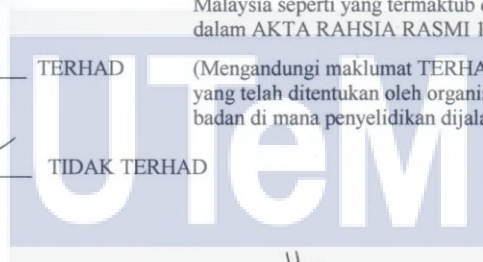 Malaysia seperti yang termaktub
dalam AKTA RAHSIA RASMI 1
TERHAD (Mengandungi maklumat TERHA
yang telah ditentukan oleh organis
badan di mana penyelidikan dijala
TIDAK TERHAD
UTeM